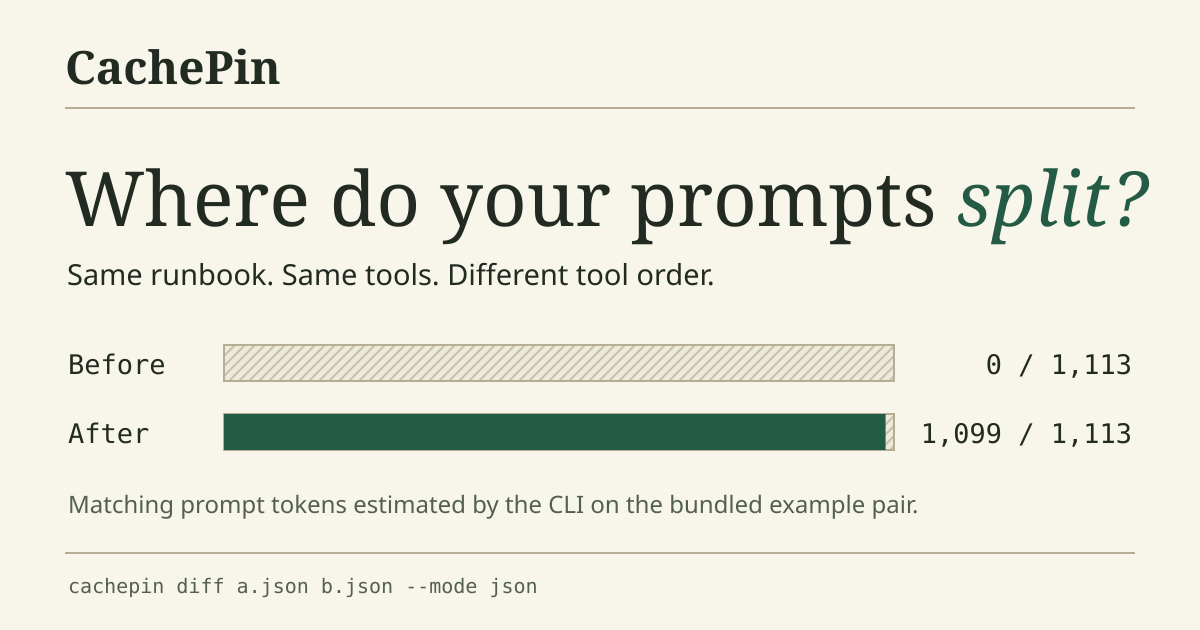 CachePin
Where do your prompts split?
Same runbook. Same tools. Different tool order.
Before 0 / 1,113
After 1,099 / 1,113
Matching prompt tokens estimated by the CLI on the bundled example pair.
cachepin diff a.json b.json --mode json